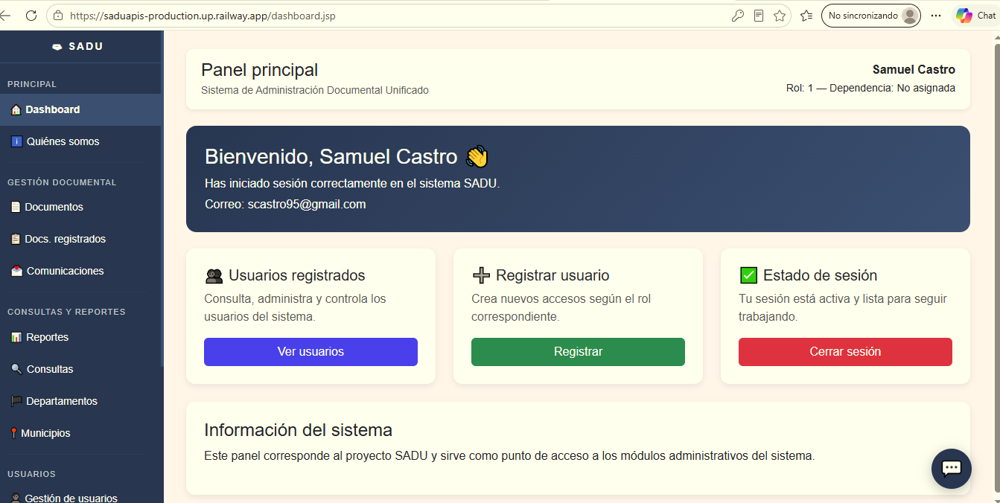 https://saduapis-production.up.railway.app/dashboard.jsp
No sincronizando
Chat
SADU
PRINCIPAL
Dashboard
Quiénes somos
GESTIÓN DOCUMENTAL
Documentos
Docs. registrados
Comunicaciones
CONSULTAS Y REPORTES
Reportes
Consultas
Departamentos
Municipios
USUARIOS
Gestión de usuarios
Panel principal
Sistema de Administración Documental Unificado
Samuel Castro
Rol: 1 — Dependencia: No asignada
Bienvenido, Samuel Castro 👋
Has iniciado sesión correctamente en el sistema SADU.
Correo: scastro95@gmail.com
Usuarios registrados
Consulta, administra y controla los
usuarios del sistema.
Ver usuarios
Registrar usuario
Crea nuevos accesos según el rol
correspondiente.
Registrar
Estado de sesión
Tu sesión está activa y lista para seguir
trabajando.
Cerrar sesión
Información del sistema
Este panel corresponde al proyecto SADU y sirve como punto de acceso a los módulos administrativos del sistema.